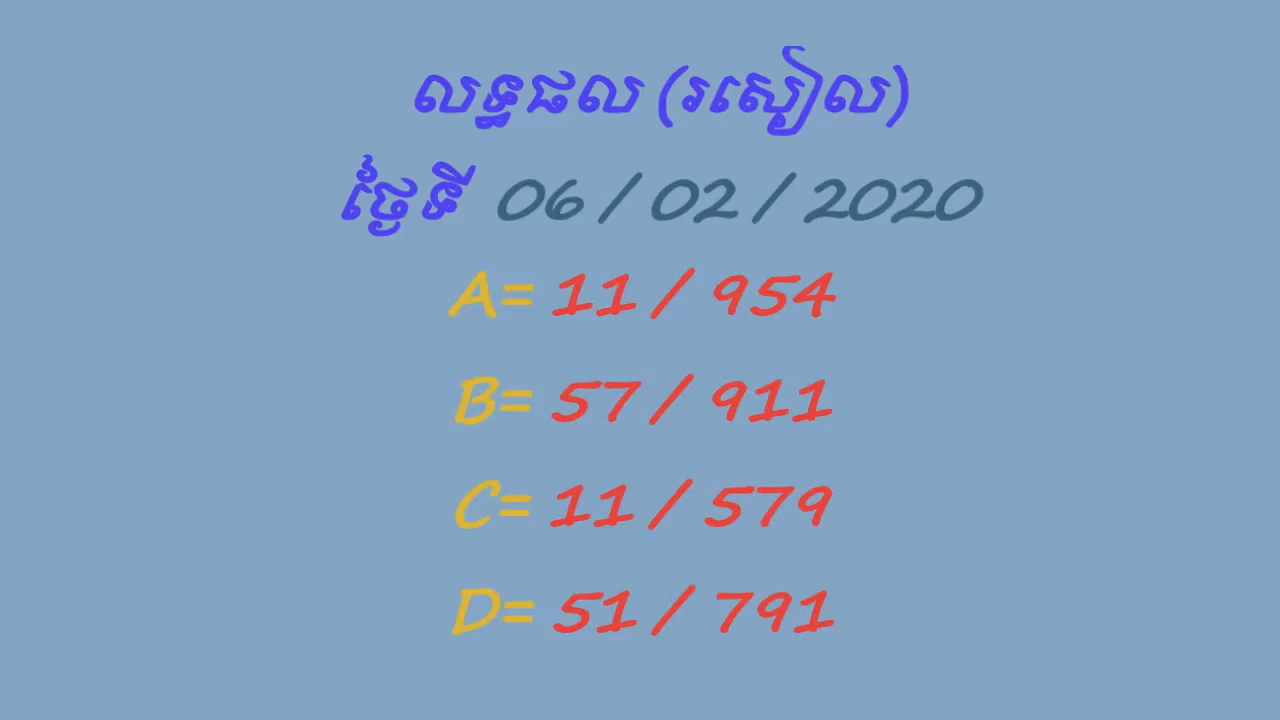 លទ្ធផល (រសៀល)
ថ្ងៃទី 06 / 02 / 2020
A= 11 / 954
B= 57 / 911
C= 11 / 579
D= 51 / 791